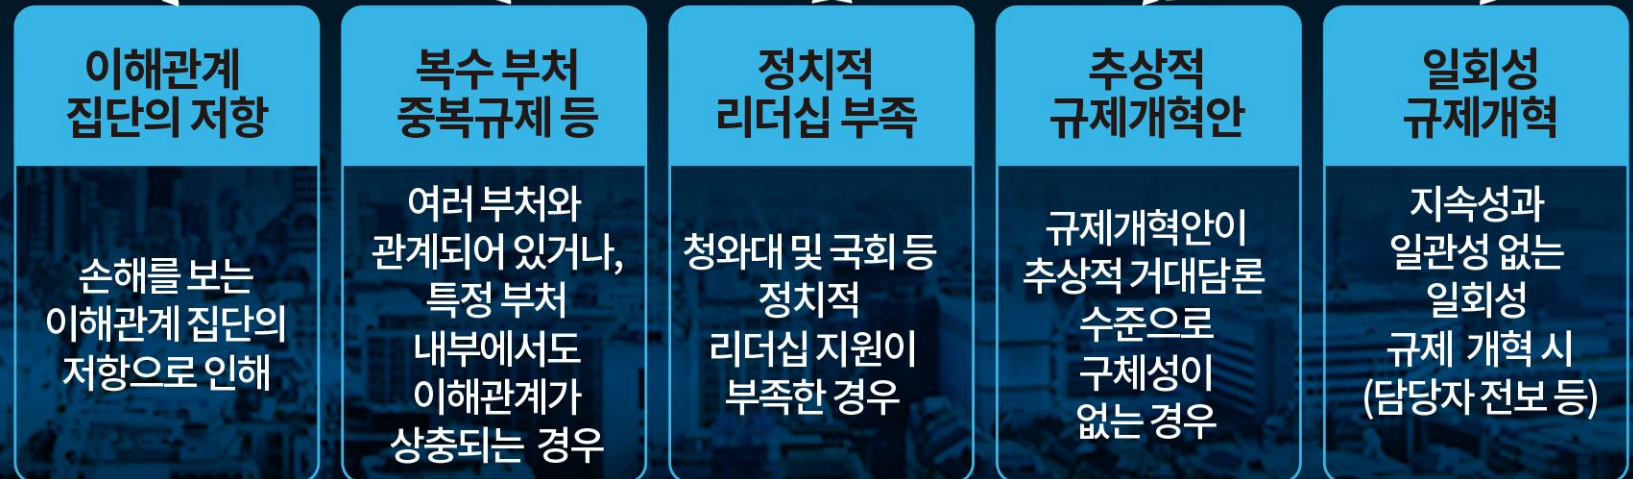 이해관계
집단의 저항
손해를 보는
이해관계 집단의
저항으로 인해
복수 부처
중복규제 등
여러 부처와
관계되어 있거나,
특정 부처
내부에서도
이해관계가
상충되는 경우
정치적
리더십 부족
청와대 및 국회 등
정치적
리더십 지원이
부족한 경우
추상적
규제개혁안
규제개혁안이
추상적 거대담론
수준으로
구체성이
없는 경우
일회성
규제개혁
지속성과
일관성 없는
일회성
규제 개혁 시
(담당자 전보 등)